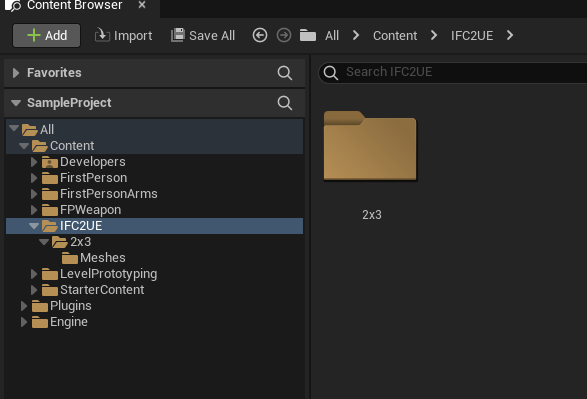 Content Browser ×
+ Add Import Save All All > Content > IFC2UE >
Favorites
Search IFC2UE
SampleProject
All
Content
Developers
FirstPerson
FirstPersonArms
FPWeapon
IFC2UE
2x3
2x3
Meshes
LevelPrototyping
StarterContent
Plugins
Engine